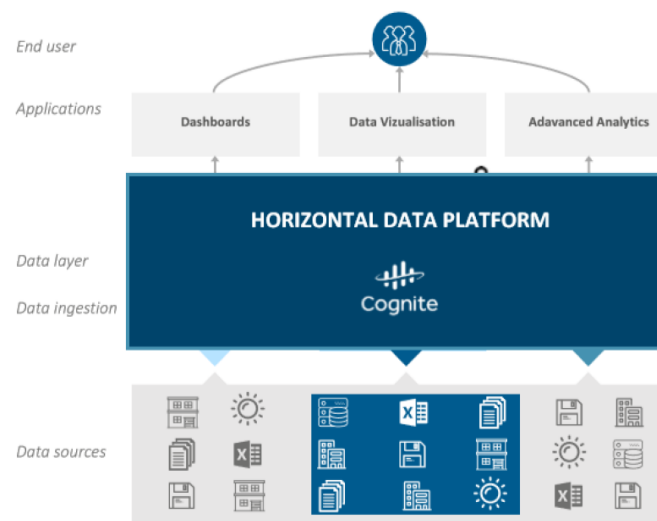 End user
Applications
Dashboards
Data Vizualisation
Adavanced Analytics
HORIZONTAL DATA PLATFORM
Data layer
Cognite
Data ingestion
Data sources
X
X
X